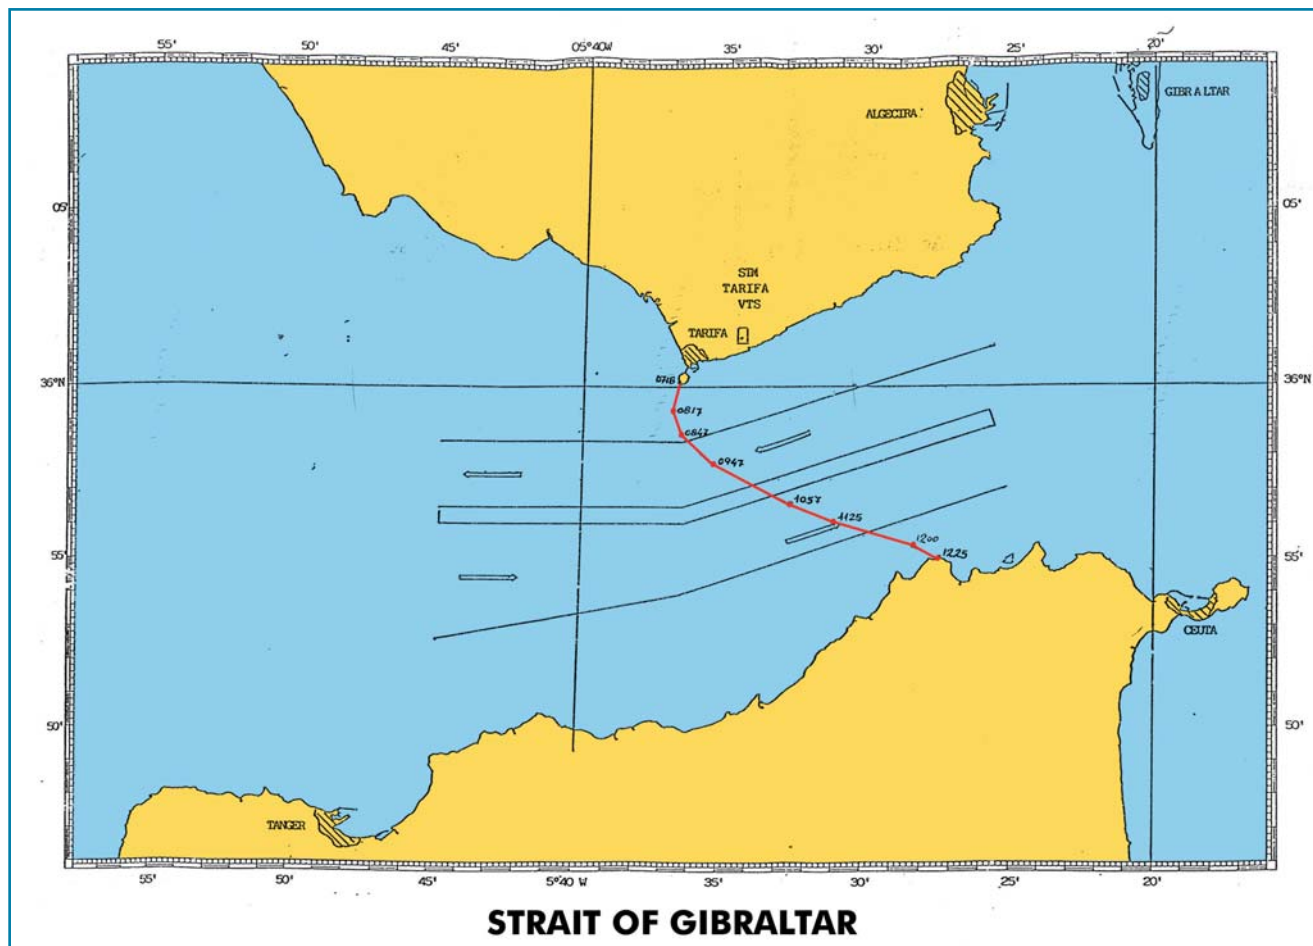 55' 50' 45' 05°40W 35' 30' 25' 20'
GIBRALTAR
ALGECIRA
05' 05'
STM
TARIFA
VTS
TARIFA
36°N 0718 36°N
0817
0847
0947
1057
1125
1200
55' 1225 55'
CEUTA
50' 50'
TANGER
55' 50' 45' 5°40 W 35' 30' 25' 20'
STRAIT OF GIBRALTAR